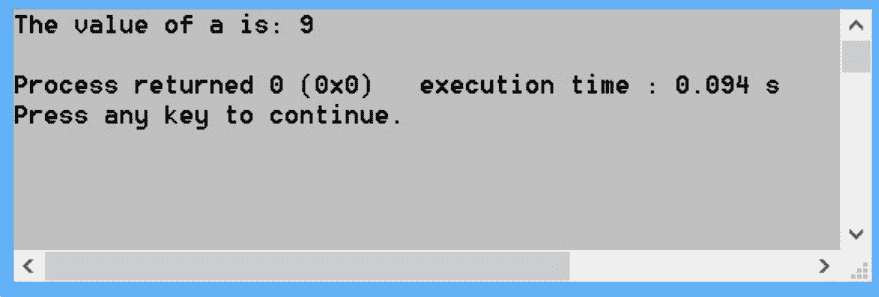 The value of a is: 9
Process returned 0 (0x0)   execution time : 0.094 s
Press any key to continue.